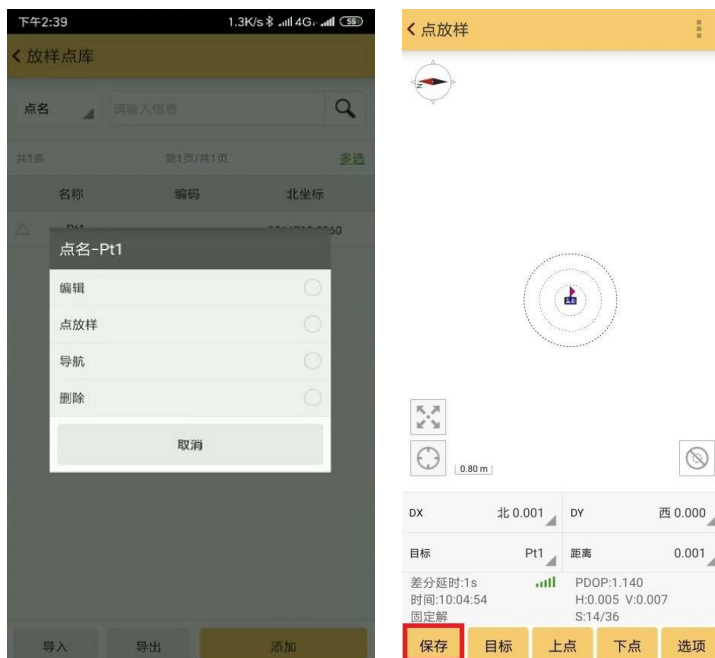 下午2:39 1.3K/s 4G 55
放样点库
点名 请输入信息
共1条 第1页/共1页 多选
名称 编码 北坐标
点名-Pt1
编辑
点放样
导航
删除
取消
导入 导出 添加
点放样
N
0.80 m
DX 北 0.001 DY 西 0.000
目标 Pt1 距离 0.001
差分延时:1s PDOP:1.140
时间:10:04:54 H:0.005 V:0.007
固定解 S:14/36
保存 目标 上点 下点 选项